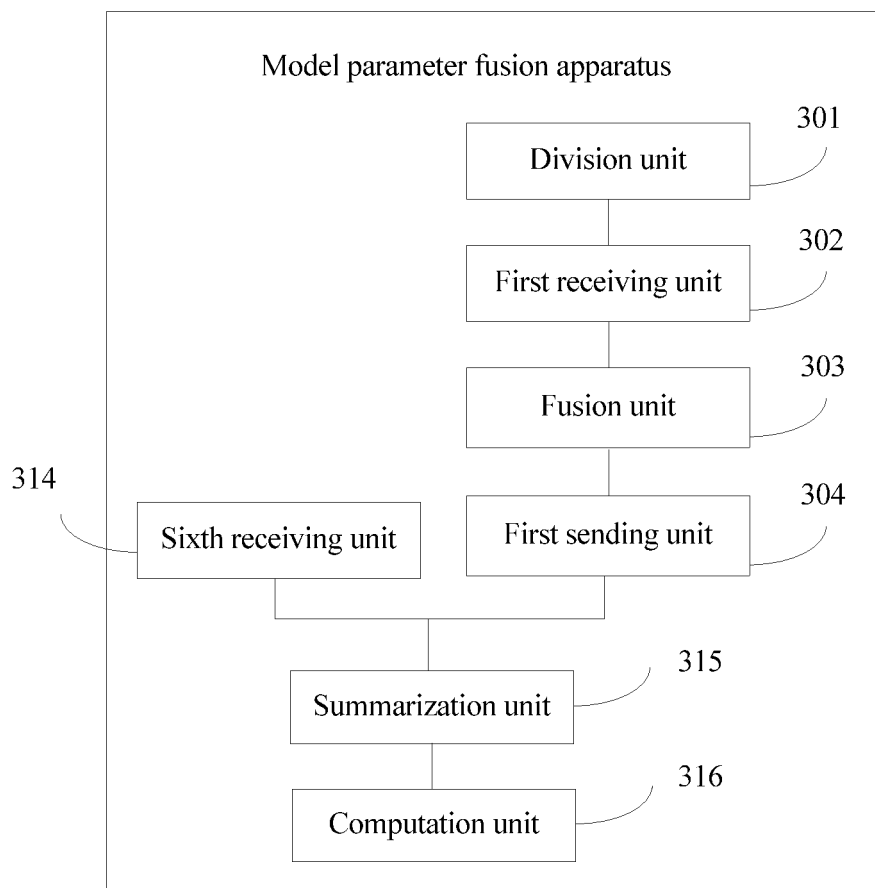 Model parameter fusion apparatus
301
Division unit
302
First receiving unit
303
Fusion unit
314
304
Sixth receiving unit
First sending unit
315
Summarization unit
316
Computation unit